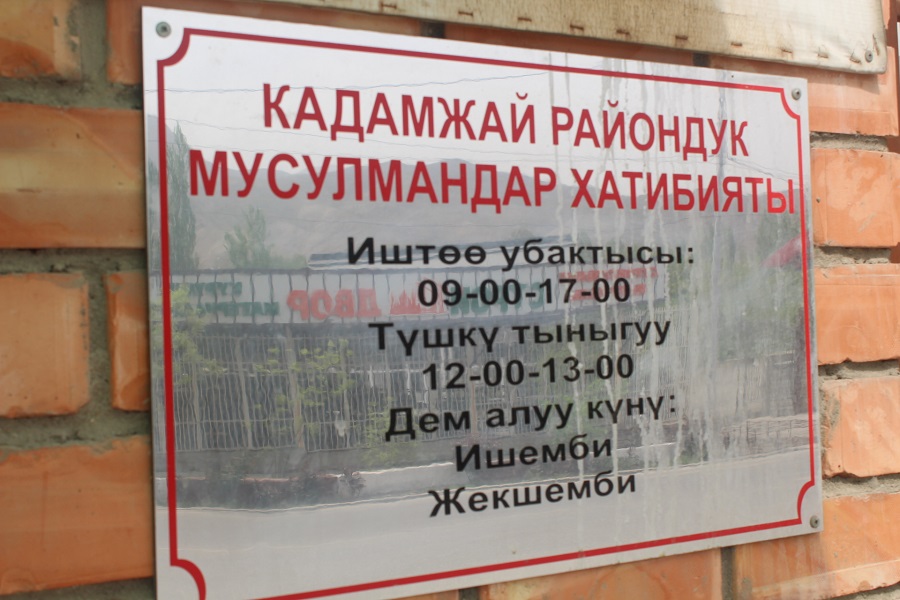 КАДАМЖАЙ РАЙОНДУК
МУСУЛМАНДАР ХАТИБИЯТЫ
Иштөө убактысы:
09-00-17-00
Түшкү тыныгуу
12-00-13-00
Дем алуу күнү:
Ишемби
Жекшемби
ДВОР